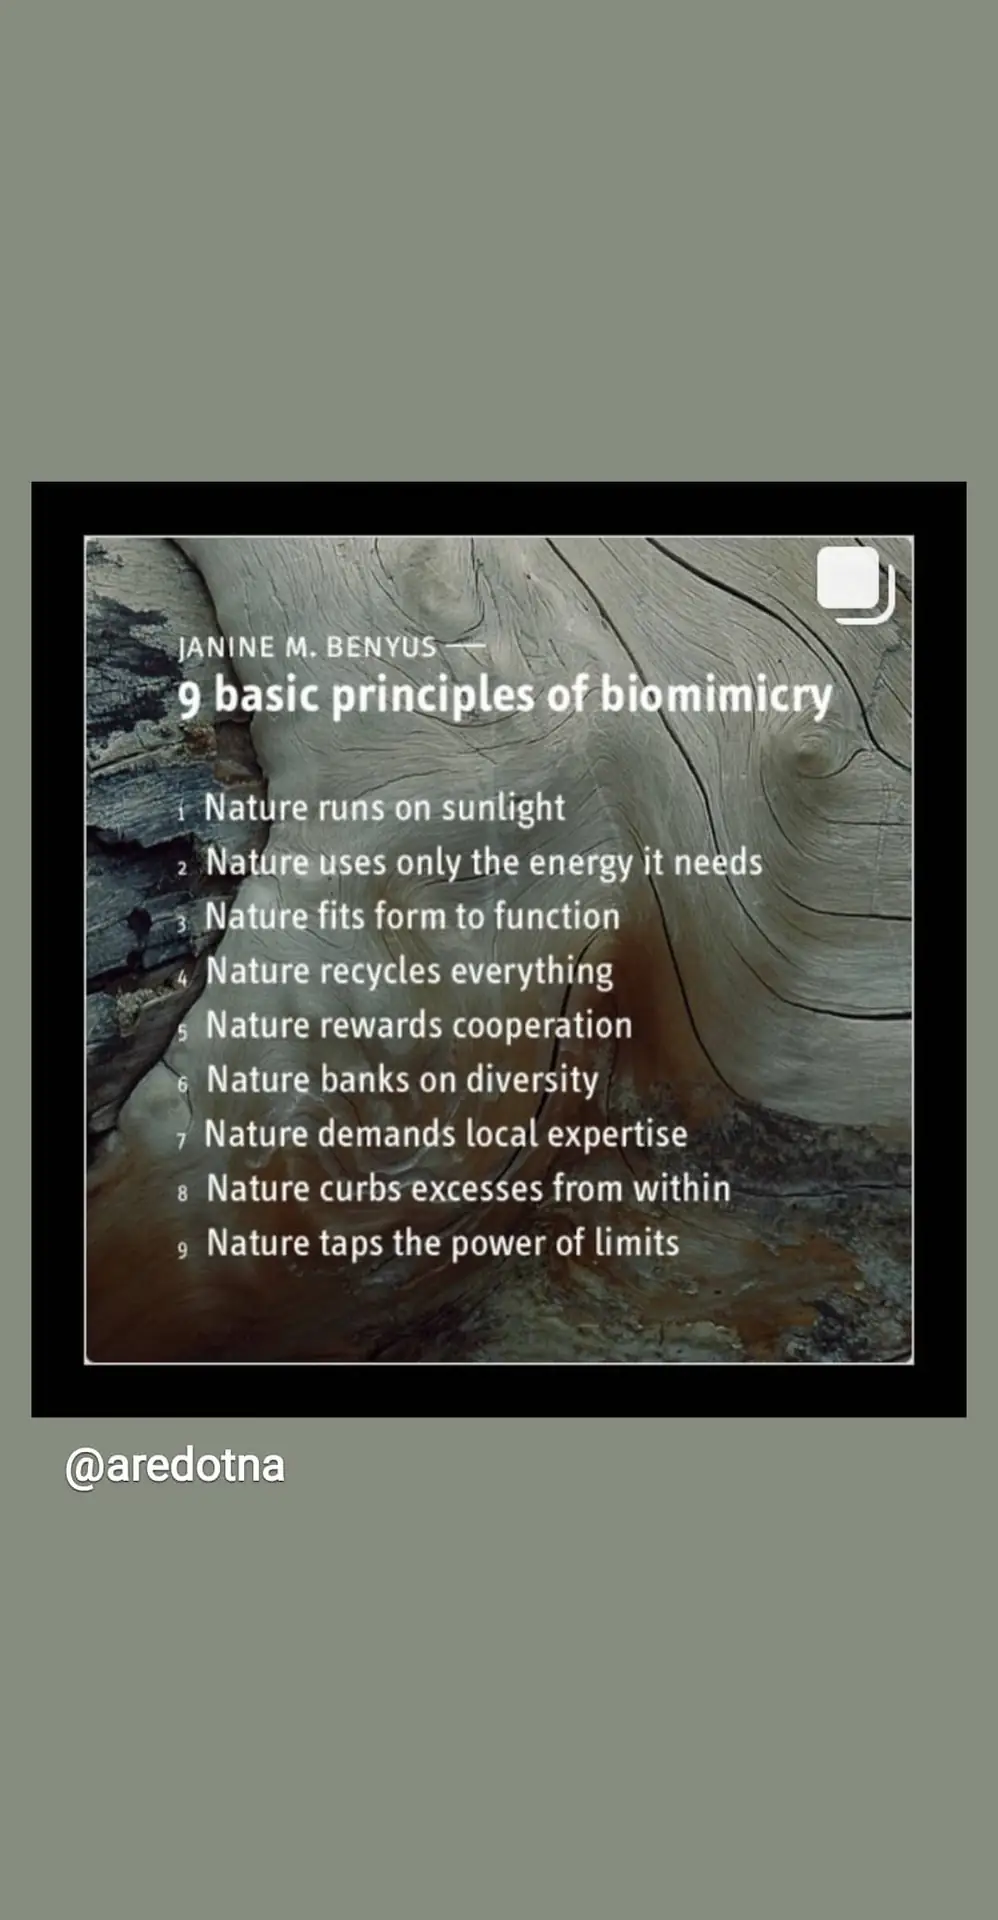 JANINE M. BENYUS —
9 basic principles of biomimicry
1 Nature runs on sunlight
2 Nature uses only the energy it needs
3 Nature fits form to function
4 Nature recycles everything
5 Nature rewards cooperation
6 Nature banks on diversity
7 Nature demands local expertise
8 Nature curbs excesses from within
9 Nature taps the power of limits
@aredotna